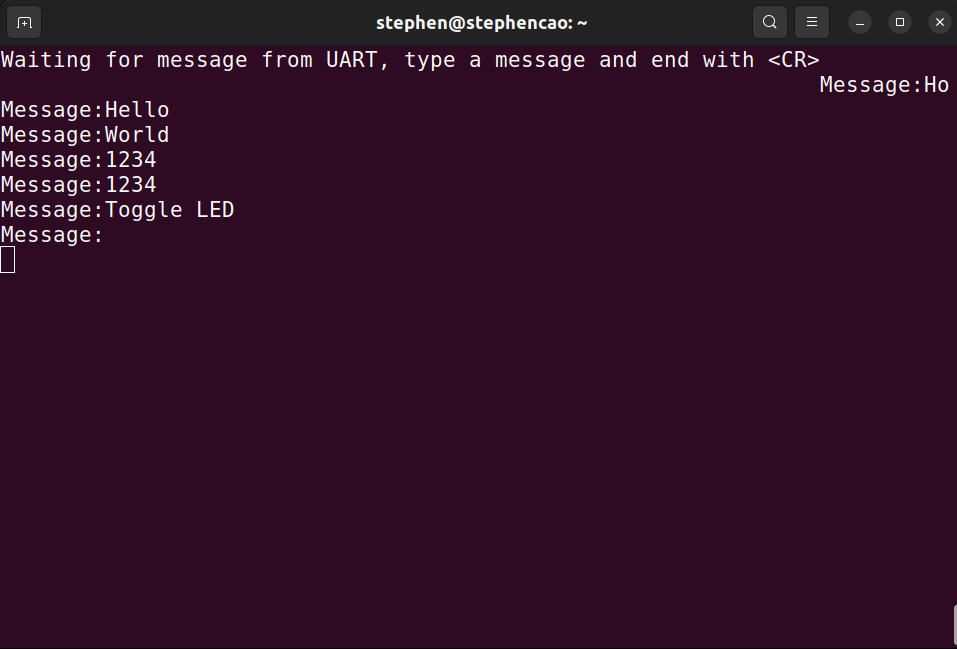 stephen@stephencao: ~
Waiting for message from UART, type a message and end with <CR>
Message:Ho
Message:Hello
Message:World
Message:1234
Message:1234
Message:Toggle LED
Message: